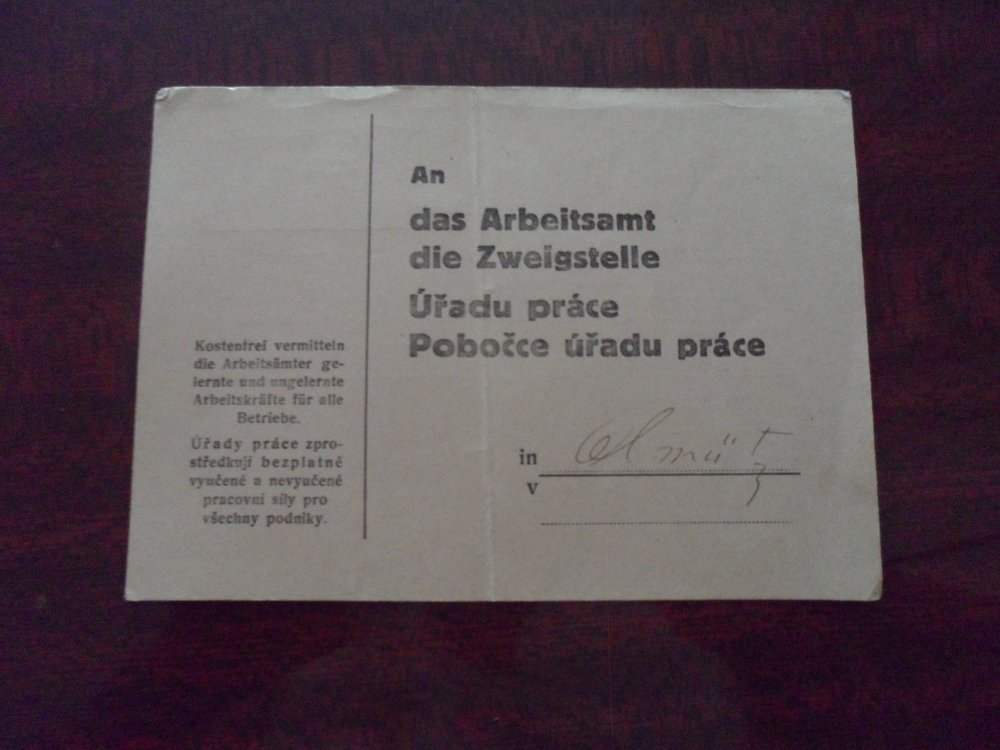 An
das Arbeitsamt
die Zweigstelle
Úřadu práce
Pobočce úřadu práce
Kostenfrei vermitteln
die Arbeitsämter ge-
lernte und ungelernte
Arbeitskräfte für alle
Betriebe.
Úřady práce zpro-
středkují bezplatně
vyučené a nevyučené
pracovní síly pro
všechny podniky.
in Olmütz
v